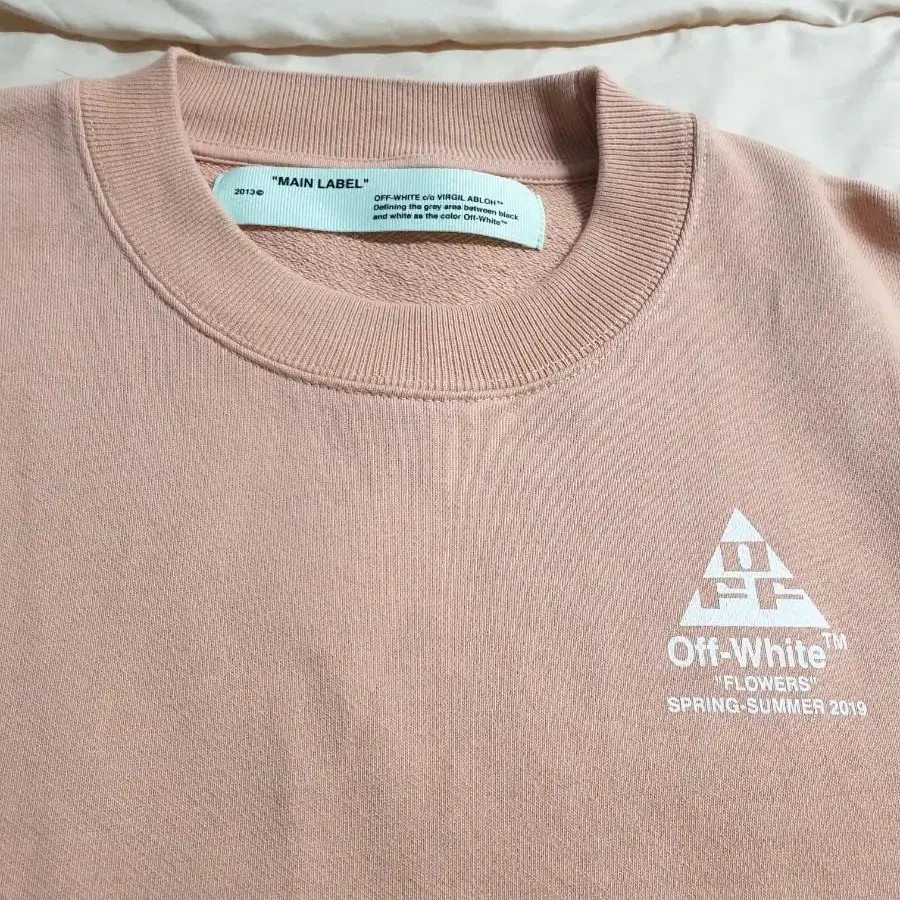 "MAIN LABEL"
2013©
OFF-WHITE c/o VIRGIL ABLOH™
Defining the grey area between black
and white as the color Off-White™
OFF
Off-White™
"FLOWERS"
SPRING-SUMMER 2019